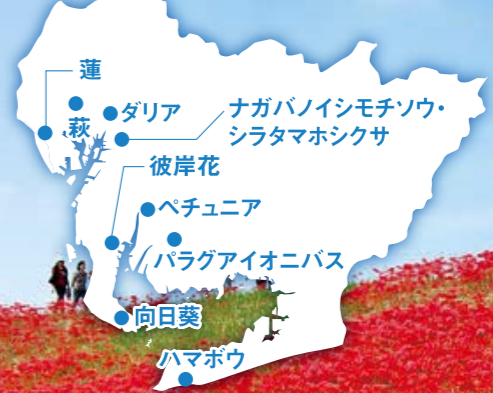 蓮
萩
ダリア
ナガバノイシモチソウ・
シラタマホシクサ
彼岸花
ペチュニア
パラグアイオニバス
向日葵
ハマボウ